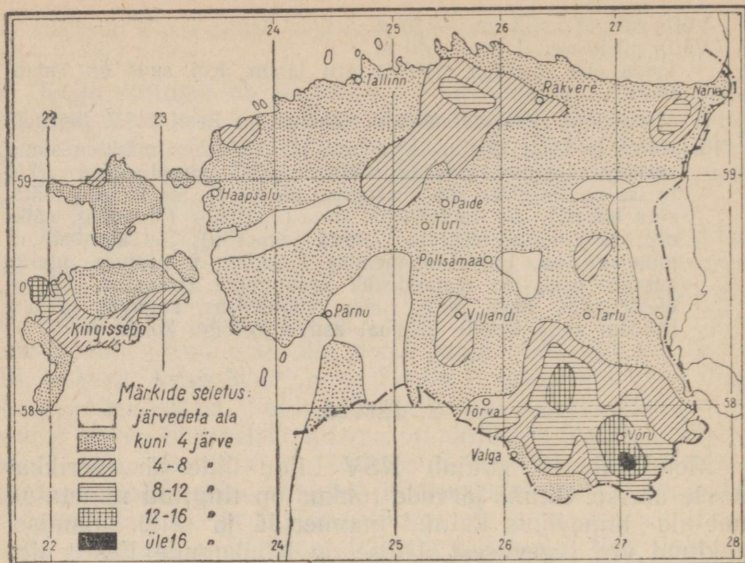 24 25 26 27
22 23
Tallinn
Rakvere
Narva
59 59
Haapsalu
Paide
Türi
Põltsamaa
Kingissepp
Pärnu
Viljandi
Tartu
Märkide seletus:
58 58
järvedeta ala
Tõrva
kuni 4 järve
Võru
4-8 "
Valga
8-12 "
12-16 "
üle 16 "
22 24 25 26 27 28